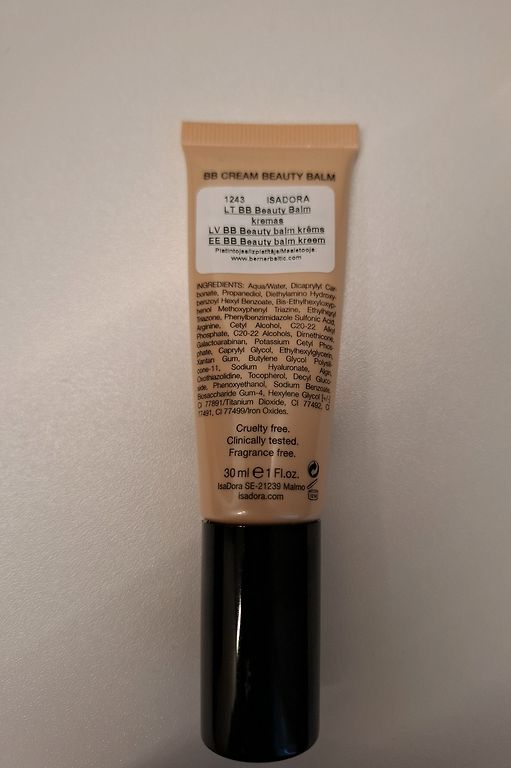 BB CREAM BEAUTY BALM
1243 ISADORA
LT BB Beauty Balm
kremas
LV BB Beauty balm krēms
EE BB Beauty balm kreem
Platintojas/Izplatītājs/Maaletooja:
www.bernerbaltic.com
INGREDIENTS: Aqua/Water, Dicaprylyl Car-
bonate, Propanediol, Diethylamino Hydroxy-
benzoyl Hexyl Benzoate, Bis-Ethylhexyloxyp-
henol Methoxyphenyl Triazine, Ethylhexyl
Triazone, Phenylbenzimidazole Sulfonic Acid,
Arginine, Cetyl Alcohol, C20-22 Alkyl
Phosphate, C20-22 Alcohols, Dimethicone,
Galactoarabinan, Potassium Cetyl Phos-
phate, Caprylyl Glycol, Ethylhexylglycerin,
Xantan Gum, Butylene Glycol
Sodium Hyaluronate, Algin,
Tocopherol, Decyl Gluco-
side, Phenoxyethanol, Sodium Benzoate,
Biosaccharide Gum-4, Hexylene Glycol [+/-
CI 77891/Titanium Dioxide, CI 77492, CI
77491, CI 77499/Iron Oxides.
Cruelty free.
Clinically tested.
Fragrance free.
30 ml e 1 Fl.oz.
IsaDora SE-21239 Malmo
isadora.com